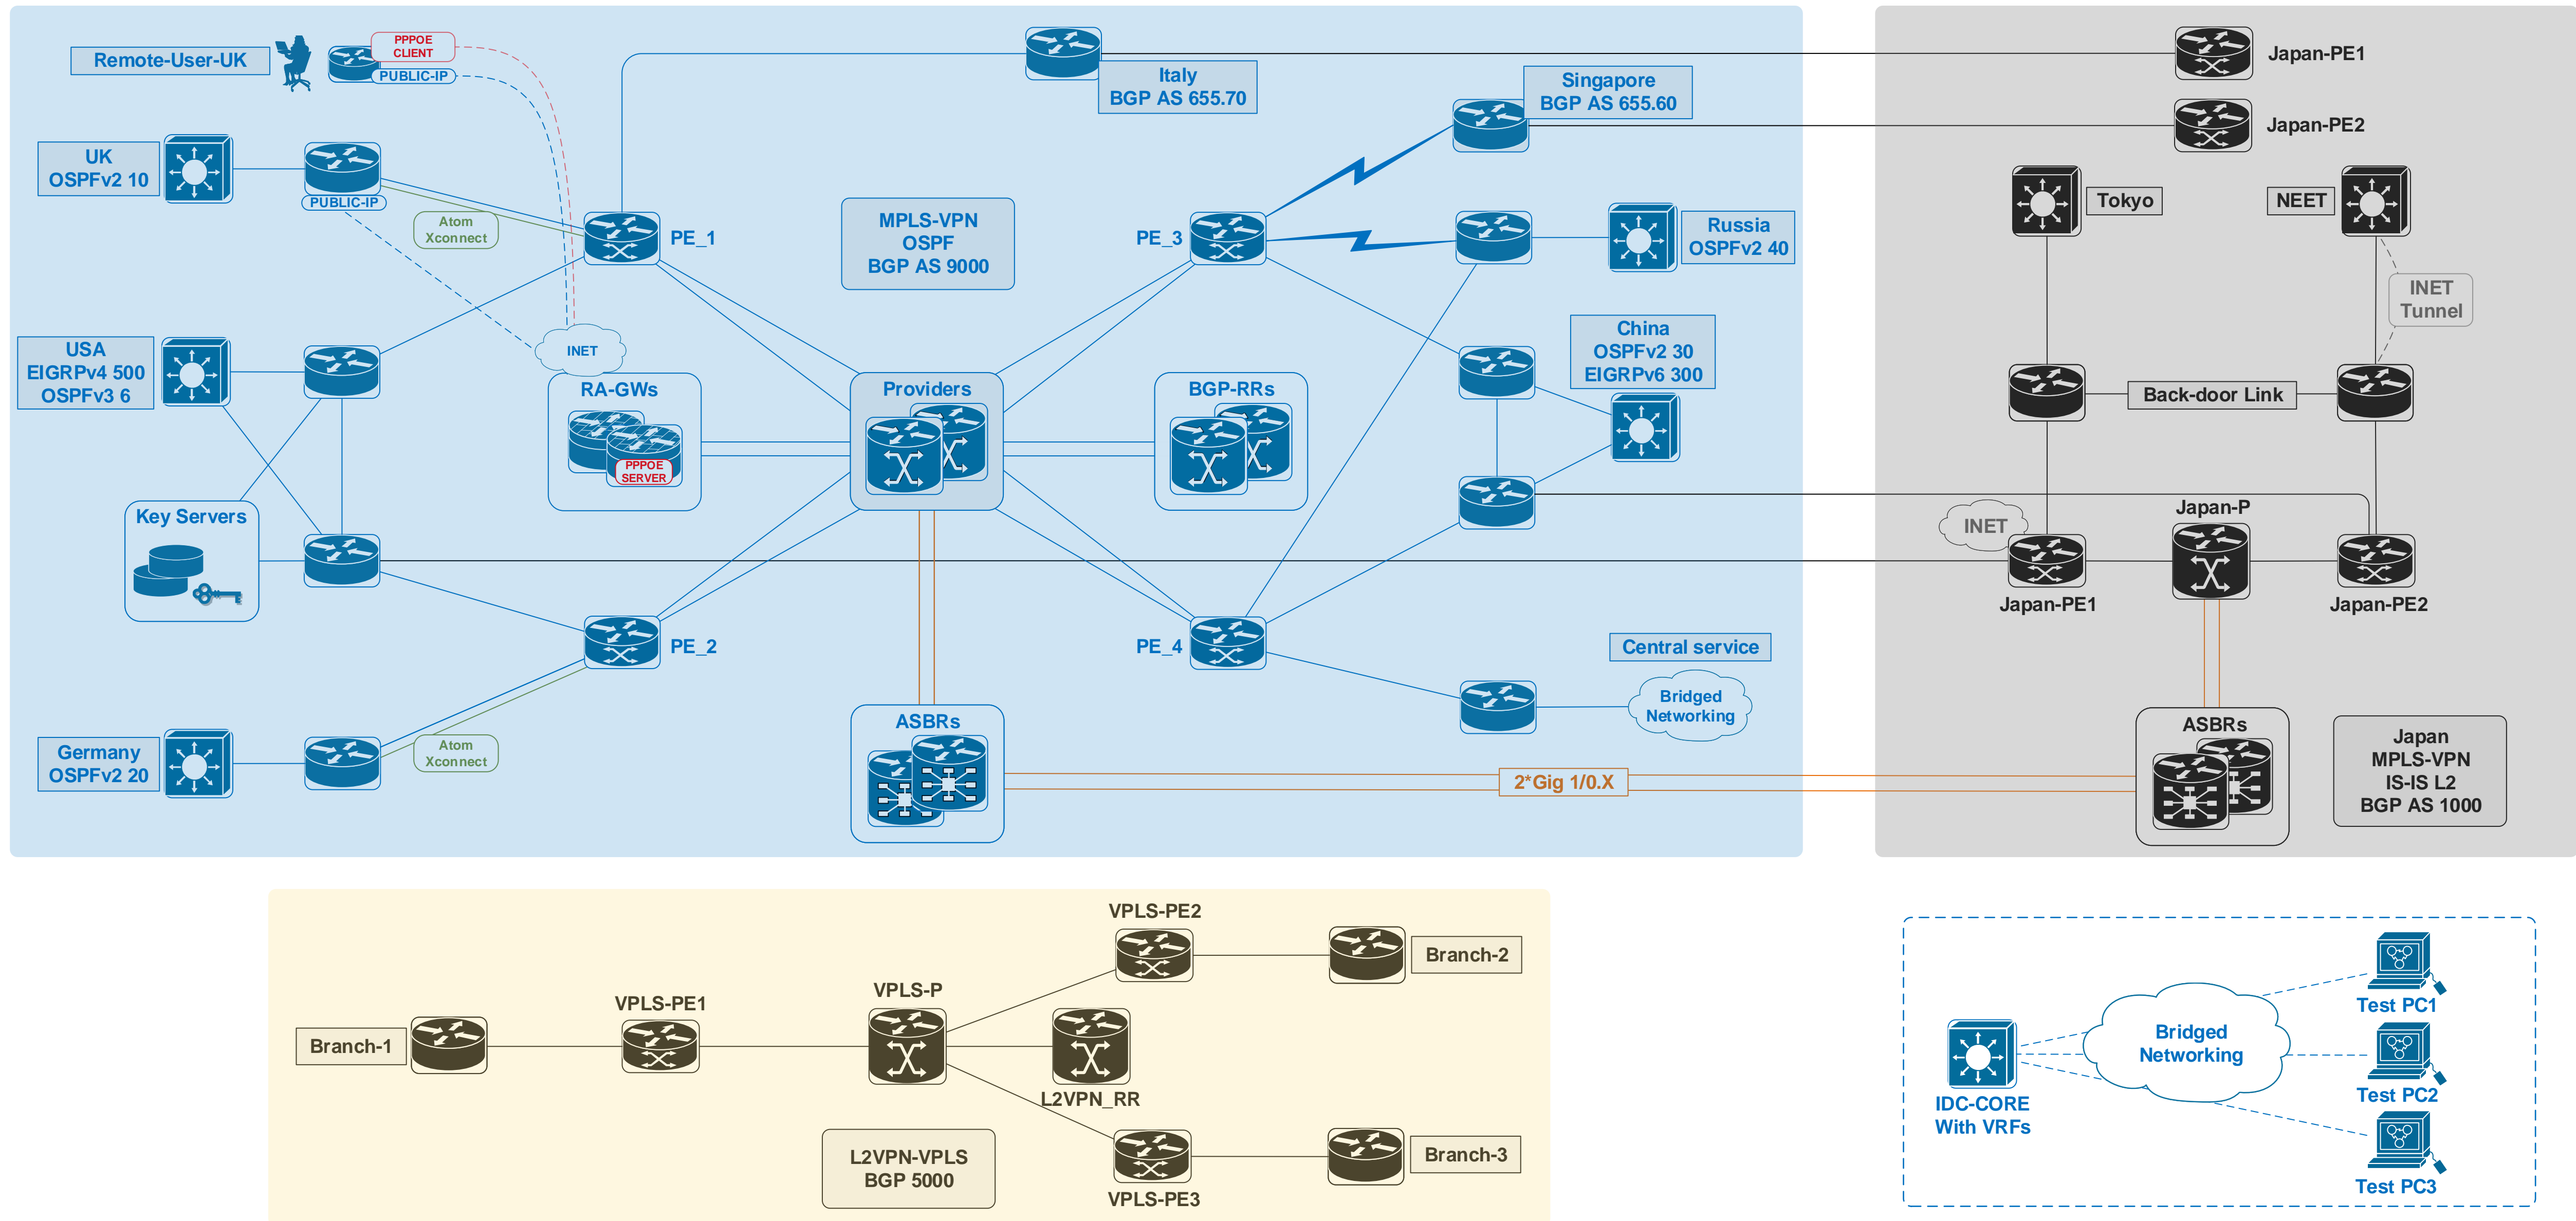 Remote-User-UK
PPPOE
CLIENT
PUBLIC-IP
Italy
BGP AS 655.70
Singapore
BGP AS 655.60
Japan-PE1
Japan-PE2
UK
OSPFv2 10
PUBLIC-IP
Atom
Xconnect
PE_1
MPLS-VPN
OSPF
BGP AS 9000
PE_3
Russia
OSPFv2 40
Tokyo
NEET
INET
Tunnel
USA
EIGRPv4 500
OSPFv3 6
INET
RA-GWs
PPPOE
SERVER
Providers
BGP-RRs
China
OSPFv2 30
EIGRPv6 300
Back-door Link
Key Servers
INET
Japan-P
Japan-PE1
Japan-PE2
PE_2
PE_4
Central service
Bridged
Networking
Germany
OSPFv2 20
Atom
Xconnect
ASBRs
2*Gig 1/0.X
ASBRs
Japan
MPLS-VPN
IS-IS L2
BGP AS 1000
VPLS-PE2
Branch-2
VPLS-P
VPLS-PE1
Branch-1
L2VPN_RR
L2VPN-VPLS
BGP 5000
Branch-3
VPLS-PE3
Test PC1
Bridged
Networking
Test PC2
IDC-CORE
With VRFs
Test PC3